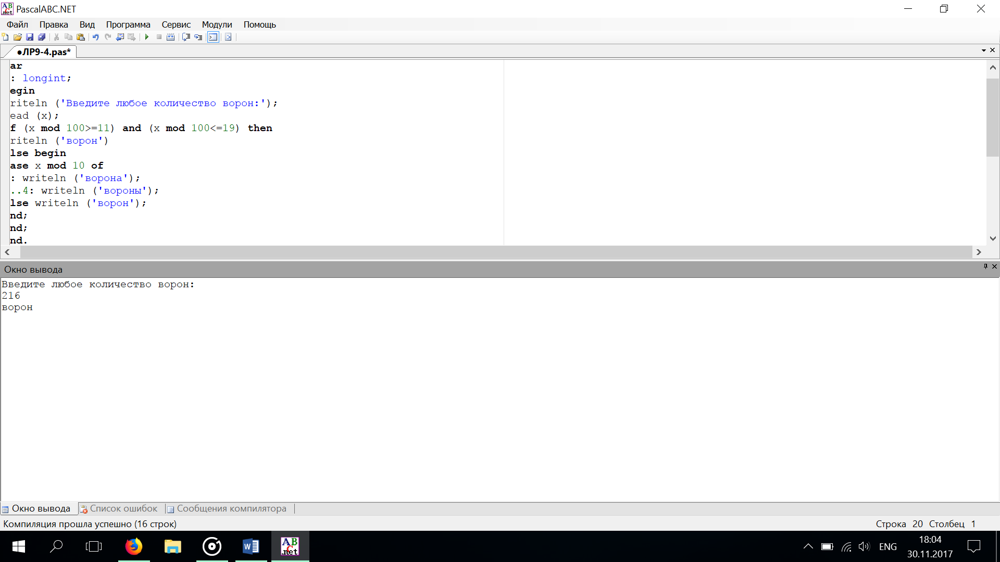 PascalABC.NET
Файл Правка Вид Программа Сервис Модули Помощь
●ЛР9-4.pas*
ar
: longint;
egin
riteln ('Введите любое количество ворон:');
ead (x);
f (x mod 100>=11) and (x mod 100<=19) then
riteln ('ворон')
lse begin
ase x mod 10 of
: writeln ('ворона');
..4: writeln ('вороны');
lse writeln ('ворон');
nd;
nd;
nd.
Окно вывода
Введите любое количество ворон:
216
ворон
Окно вывода Список ошибок Сообщения компилятора
Компиляция прошла успешно (16 строк) Строка 20 Столбец 1
ENG 18:04
30.11.2017